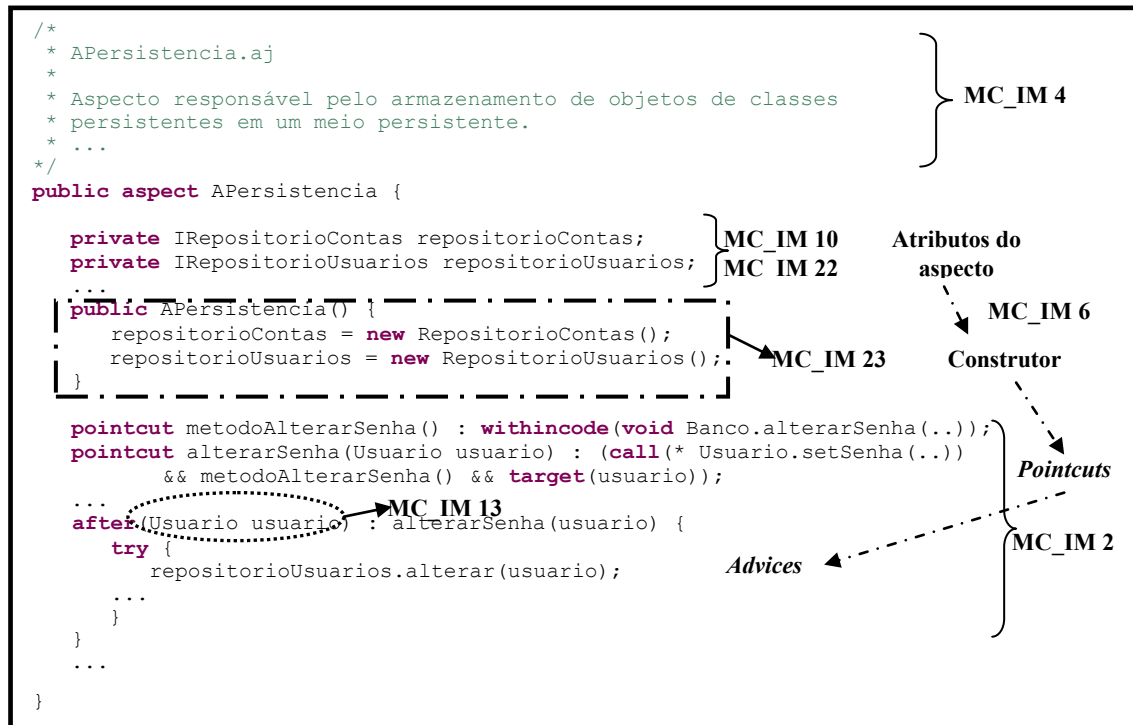 /*
 * APersistencia.aj
 *
 * Aspecto responsável pelo armazenamento de objetos de classes
 * persistentes em um meio persistente.
 * ...
*/
MC_IM 4
public aspect APersistencia {
private IRepositorioContas repositorioContas;
private IRepositorioUsuarios repositorioUsuarios;
...
MC_IM 10
MC_IM 22
Atributos do
aspecto
MC_IM 6
public APersistencia() {
repositorioContas = new RepositorioContas();
repositorioUsuarios = new RepositorioUsuarios();
}
MC_IM 23
Construtor
pointcut metodoAlterarSenha() : withincode(void Banco.alterarSenha(..));
pointcut alterarSenha(Usuario usuario) : (call(* Usuario.setSenha(..))
&& metodoAlterarSenha() && target(usuario));
Pointcuts
...
MC_IM 13
after(Usuario usuario) : alterarSenha(usuario) {
try {
repositorioUsuarios.alterar(usuario);
Advices
MC_IM 2
...
}
}
...
}